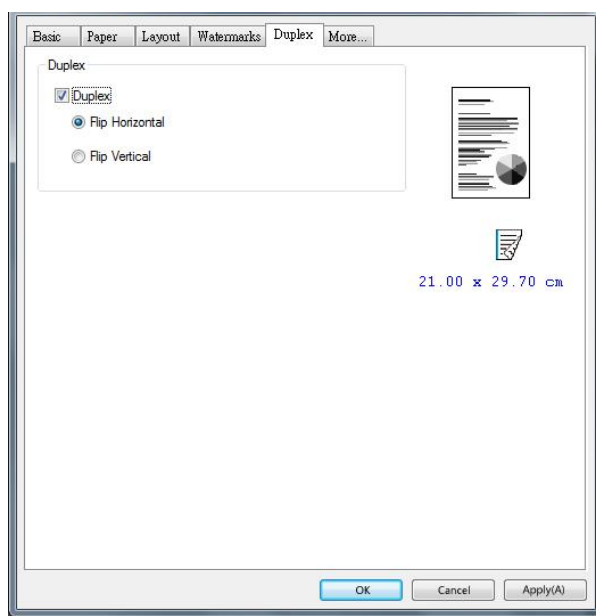 Basic Paper Layout Watermarks Duplex More...
Duplex
Duplex
Flip Horizontal
Flip Vertical
21.00 x 29.70 cm
OK Cancel Apply(A)